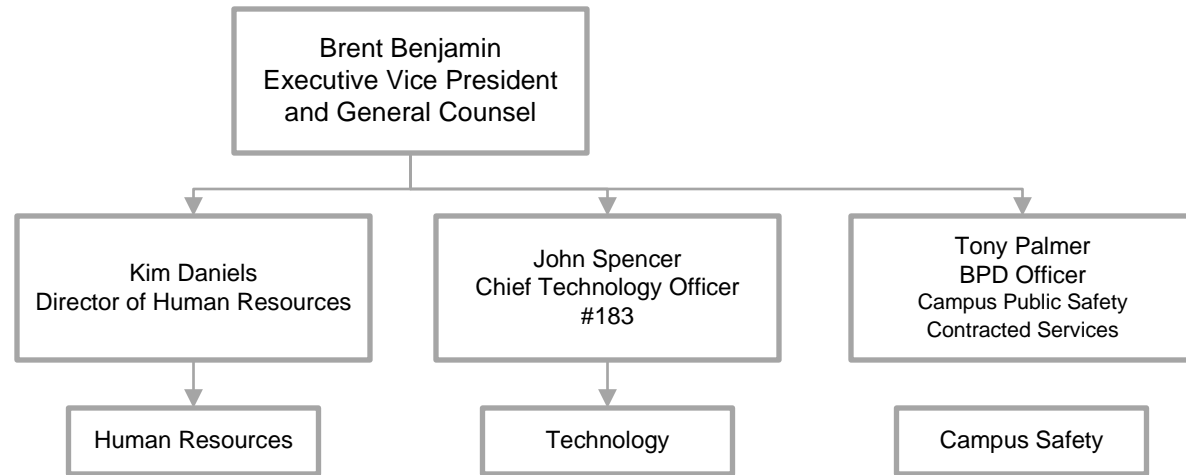 Brent Benjamin
Executive Vice President
and General Counsel
Kim Daniels
Director of Human Resources
John Spencer
Chief Technology Officer
#183
Tony Palmer
BPD Officer
Campus Public Safety
Contracted Services
Human Resources
Technology
Campus Safety